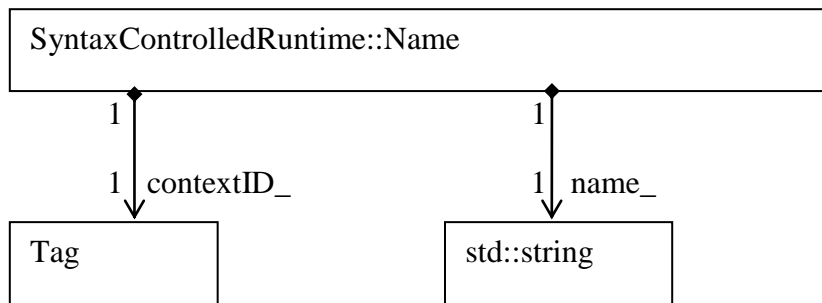 SyntaxControlledRuntime::Name
1 1
1 contextID_ 1 name_
Tag std::string